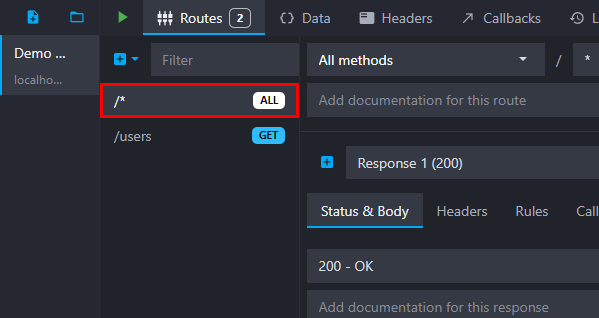 Routes 2 Data Headers Callbacks L
Demo ...
localho...
Filter
All methods / *
/* ALL
Add documentation for this route
/users GET
Response 1 (200)
Status & Body Headers Rules Call
200 - OK
Add documentation for this response